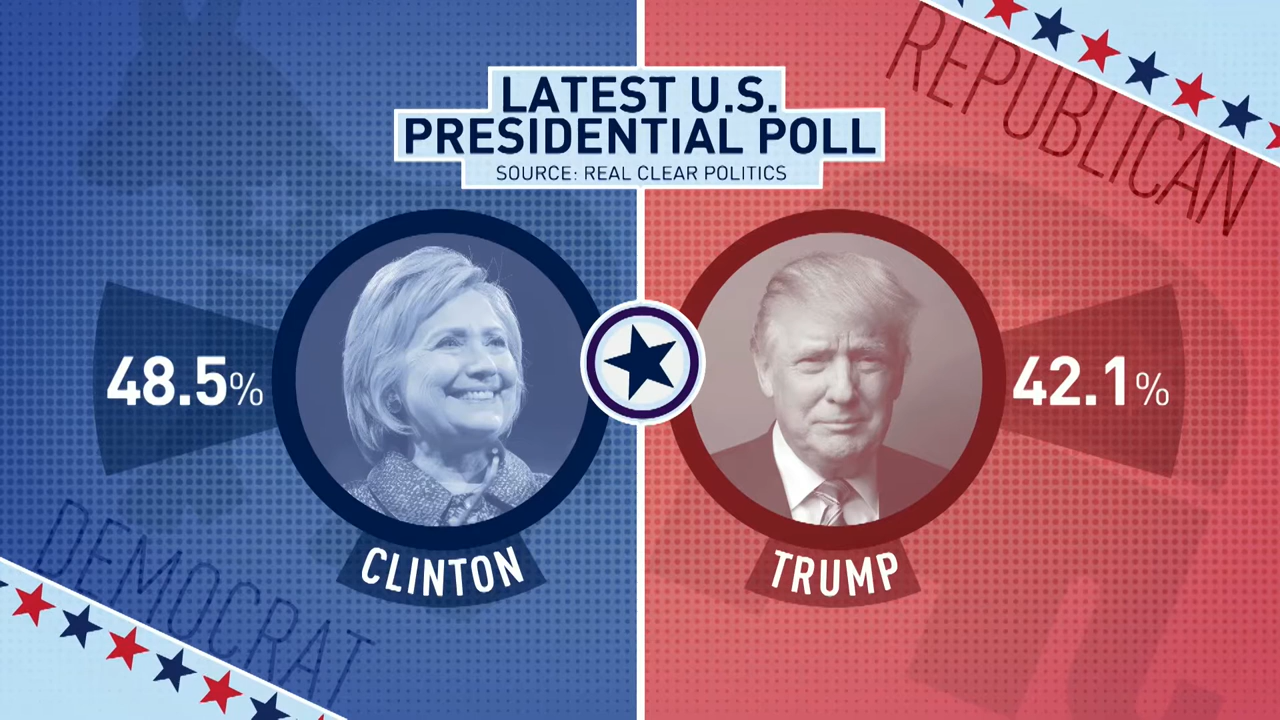 LATEST U.S.
PRESIDENTIAL POLL
SOURCE: REAL CLEAR POLITICS
REPUBLICAN
48.5%
42.1%
CLINTON
TRUMP
DEMOCRAT